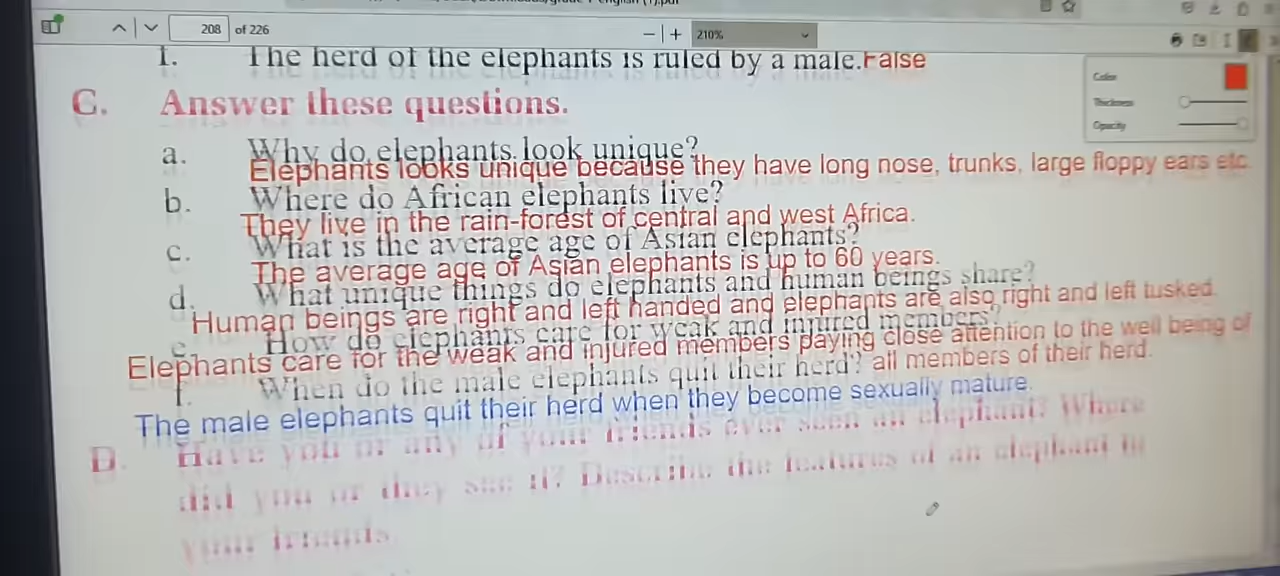 208 of 226
210%
f. The herd of the elephants is ruled by a male.False
C. Answer these questions.
a. Why do elephants look unique?
Elephants looks unique because they have long nose, trunks, large floppy ears etc.
b. Where do African elephants live?
They live in the rain-forest of central and west Africa.
c. What is the average age of Asian elephants?
The average age of Asian elephants is up to 60 years.
d. What unique things do elephants and human beings share?
Human beings are right and left handed and elephants are also right and left tusked.
e. How do elephants care for weak and injured members?
Elephants care for the weak and injured members paying close attention to the well being of
all members of their herd.
f. When do the male elephants quit their herd?
The male elephants quit their herd when they become sexually mature.
D. Have you or any of your friends ever seen an elephant? Where
did you or they see it? Describe the features of an elephant to
your friends.
Color
Thickness
Opacity